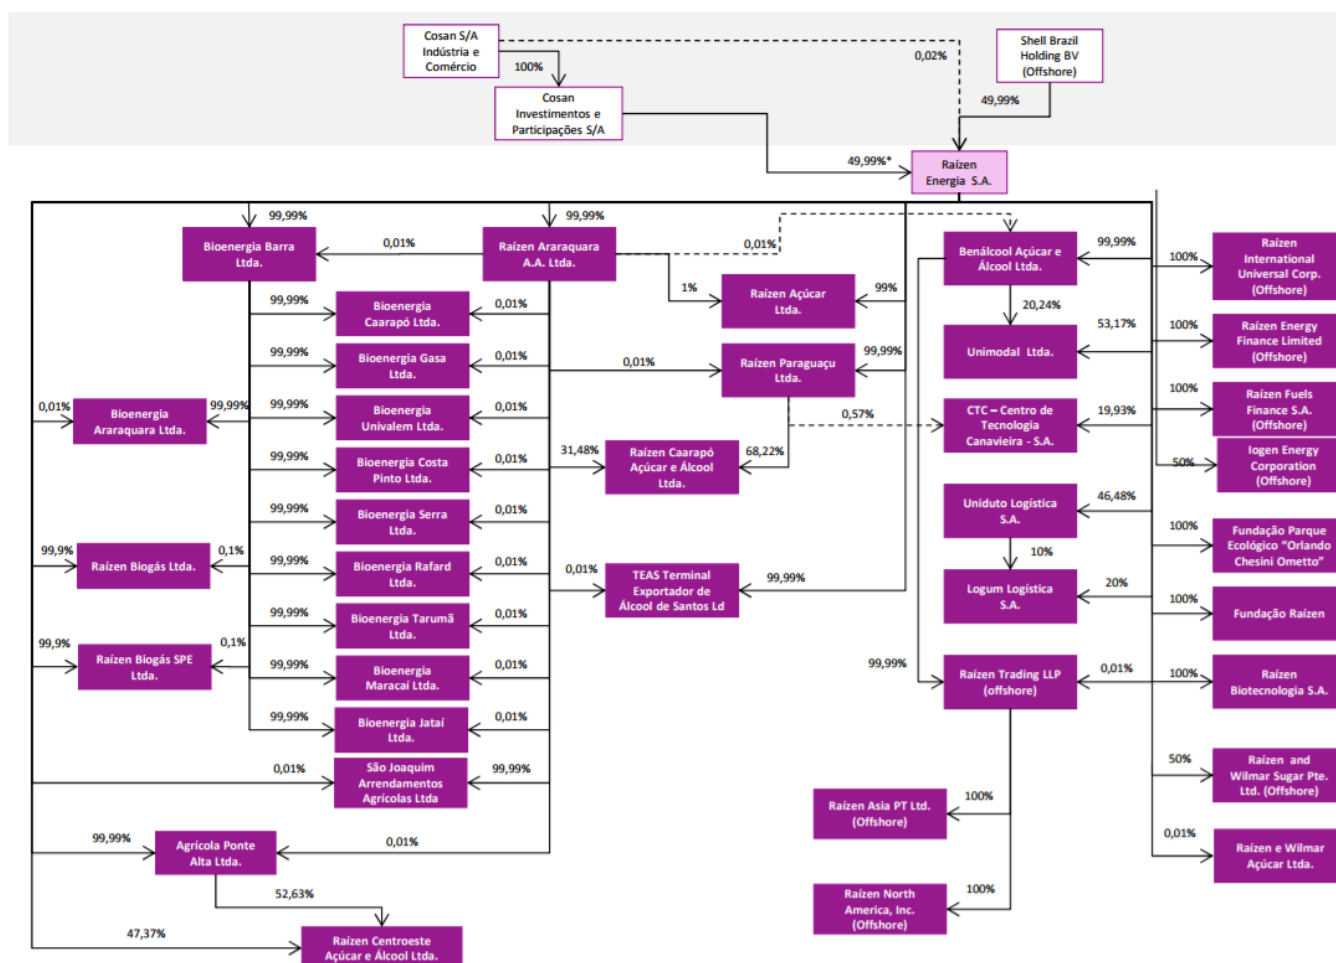 Cosan S/A
Indústria e
Comércio
0,02%
Shell Brazil
Holding BV
(Offshore)
100%
Cosan
Investimentos e
Participações S/A
49,99%
49,99%*
Raízen
Energia S.A.
99,99%
99,99%
Bioenergia Barra
Ltda.
0,01%
Raízen Araraquara
A.A. Ltda.
0,01%
Benálcool Açúcar e
Álcool Ltda.
99,99%
100%
Raízen
International
Universal Corp.
(Offshore)
99,99%
Bioenergia
Caarapó Ltda.
0,01%
1%
Raízen Açúcar
Ltda.
99%
20,24%
53,17%
100%
Raízen Energy
Finance Limited
(Offshore)
99,99%
Bioenergia Gasa
Ltda.
0,01%
0,01%
Raízen Paraguaçu
Ltda.
99,99%
Unimodal Ltda.
100%
Raízen Fuels
Finance S.A.
(Offshore)
0,01%
Bioenergia
Araraquara Ltda.
99,99%
99,99%
Bioenergia
Univalem Ltda.
0,01%
0,57%
CTC – Centro de
Tecnologia
Canavieira - S.A.
19,93%
50%
Iogen Energy
Corporation
(Offshore)
99,99%
Bioenergia Costa
Pinto Ltda.
0,01%
31,48%
Raízen Caarapó
Açúcar e Álcool
Ltda.
68,22%
99,99%
Bioenergia Serra
Ltda.
0,01%
Uniduto Logística
S.A.
46,48%
100%
Fundação Parque
Ecológico “Orlando
Chesini Ometto”
99,9%
Raízen Biogás Ltda.
0,1%
99,99%
Bioenergia Rafard
Ltda.
0,01%
0,01%
TEAS Terminal
Exportador de
Álcool de Santos Ld
99,99%
10%
Logum Logística
S.A.
20%
100%
Fundação Raízen
99,99%
Bioenergia Tarumã
Ltda.
0,01%
99,9%
Raízen Biogás SPE
Ltda.
0,1%
99,99%
Bioenergia
Maracaí Ltda.
0,01%
99,99%
Raízen Trading LLP
(offshore)
0,01%
100%
Raízen
Biotecnologia S.A.
99,99%
Bioenergia Jataí
Ltda.
0,01%
0,01%
São Joaquim
Arrendamentos
Agrícolas Ltda
99,99%
50%
Raízen and
Wilmar Sugar Pte.
Ltd. (Offshore)
Raízen Asia PT Ltd.
(Offshore)
100%
99,99%
Agrícola Ponte
Alta Ltda.
0,01%
0,01%
Raízen e Wilmar
Açúcar Ltda.
52,63%
Raízen North
America, Inc.
(Offshore)
100%
47,37%
Raízen Centroeste
Açúcar e Álcool Ltda.